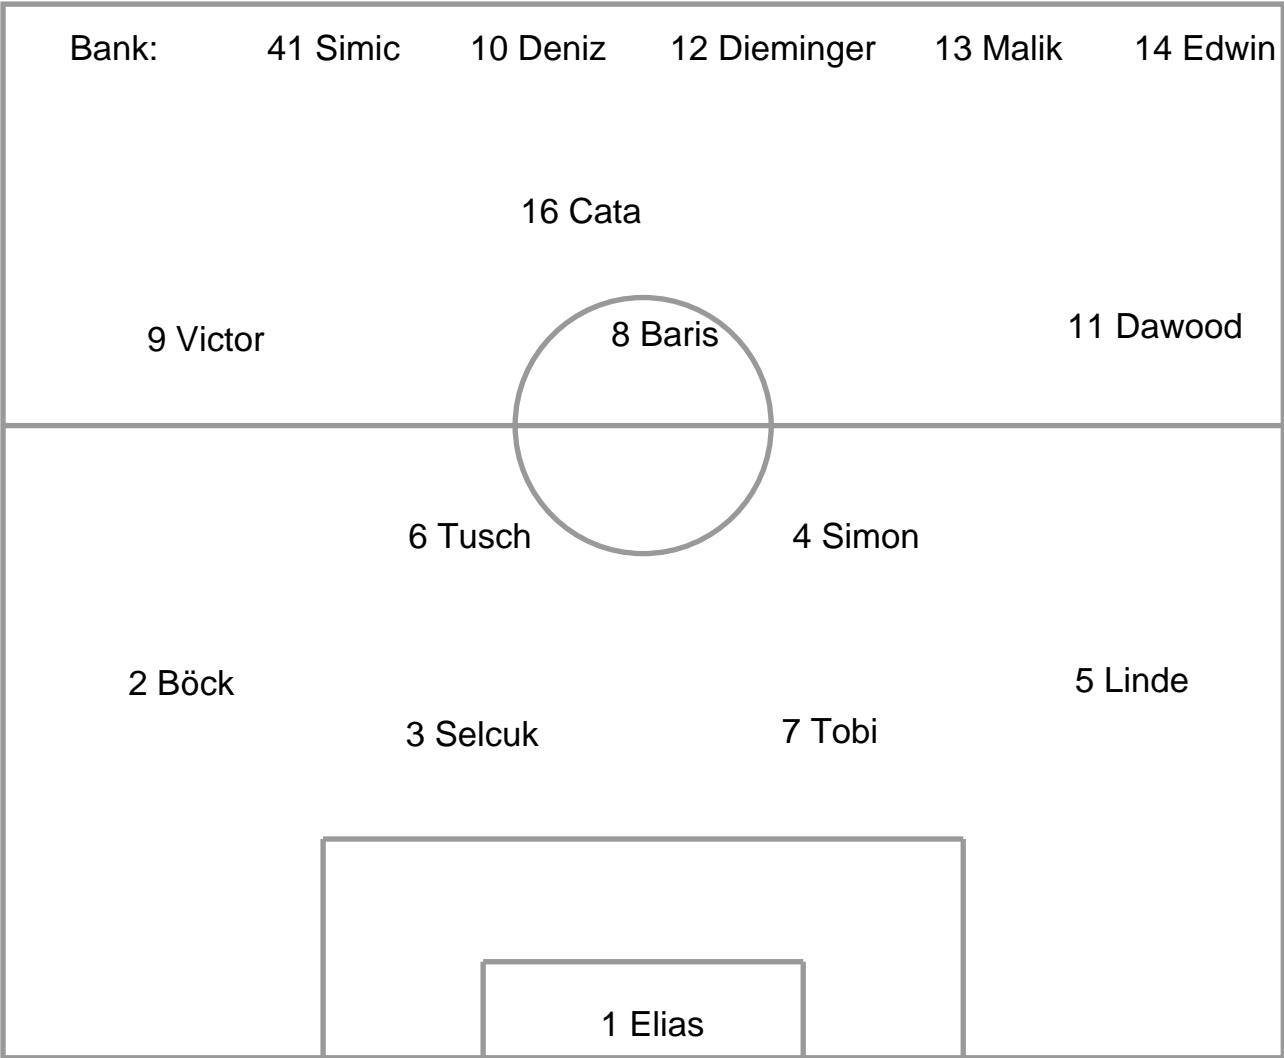 Bank: 41 Simic 10 Deniz 12 Dieminger 13 Malik 14 Edwin
16 Cata
9 Victor 8 Baris 11 Dawood
6 Tusch 4 Simon
2 Böck 5 Linde
3 Selcuk 7 Tobi
1 Elias